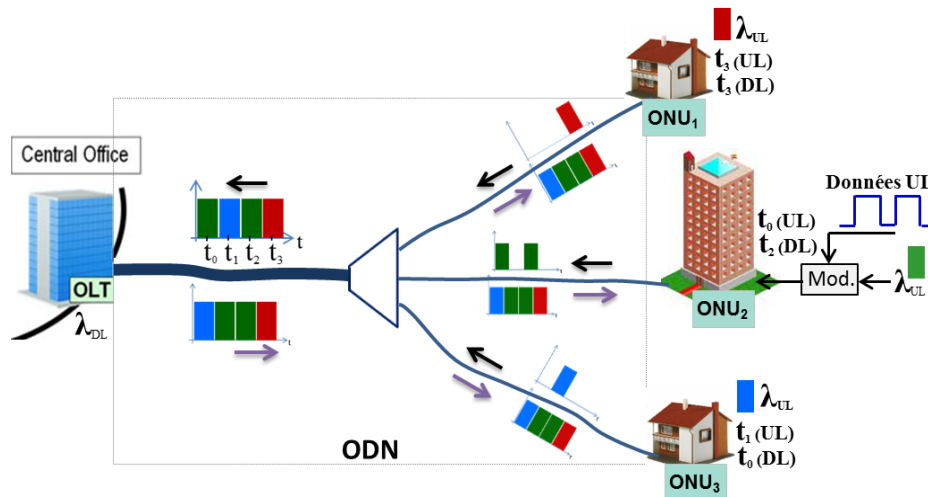 λUL
t3 (UL)
t3 (DL)
ONU1
Central Office
OLT
λDL
t
t0 t1 t2 t3
Données UL
t0 (UL)
t2 (DL)
Mod.
λUL
ONU2
λUL
t1 (UL)
t0 (DL)
ONU3
ODN